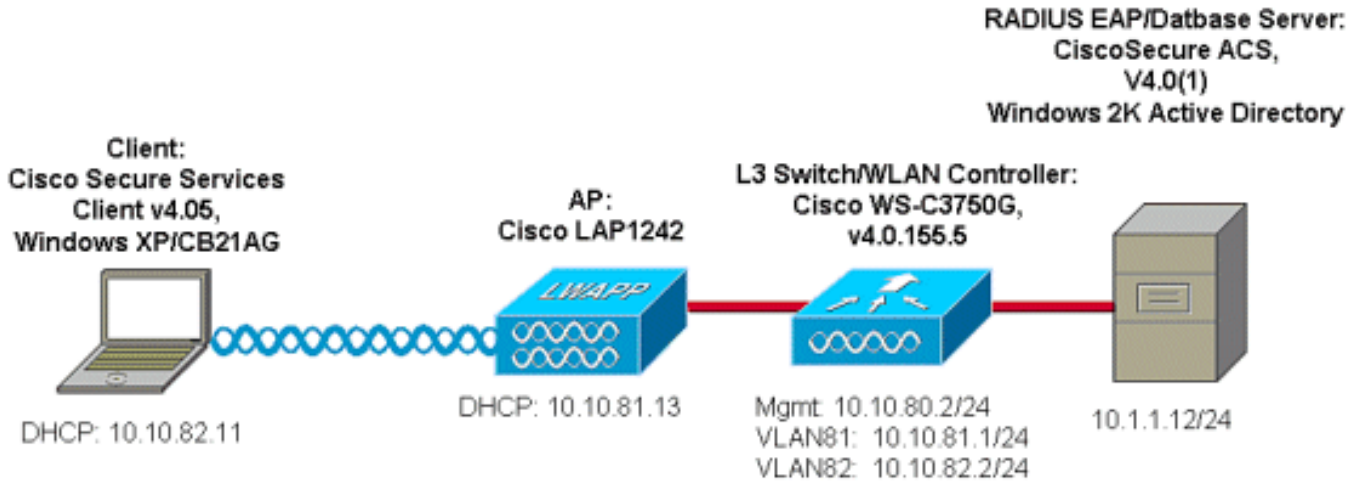 RADIUS EAP/Datbase Server:
CiscoSecure ACS,
V4.0(1)
Windows 2K Active Directory
Client:
Cisco Secure Services
Client v4.05,
Windows XP/CB21AG
AP:
Cisco LAP1242
L3 Switch/WLAN Controller:
Cisco WS-C3750G,
v4.0.155.5
LWAPP
DHCP: 10.10.82.11
DHCP: 10.10.81.13
Mgmt: 10.10.80.2/24
VLAN81: 10.10.81.1/24
VLAN82: 10.10.82.2/24
10.1.1.12/24